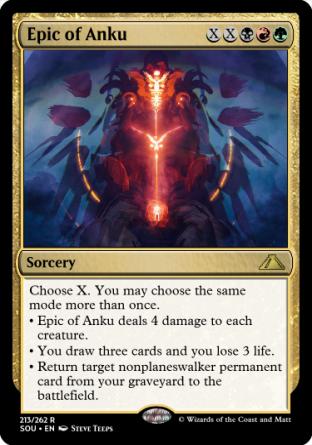 Epic of Anku X X
Sorcery
Choose X. You may choose the same
mode more than once.
• Epic of Anku deals 4 damage to each
creature.
• You draw three cards and you lose 3 life.
• Return target nonplaneswalker permanent
card from your graveyard to the
battlefield.
213/262 R
SOU • EN STEVE TEEPS
© Wizards of the Coast and Matt